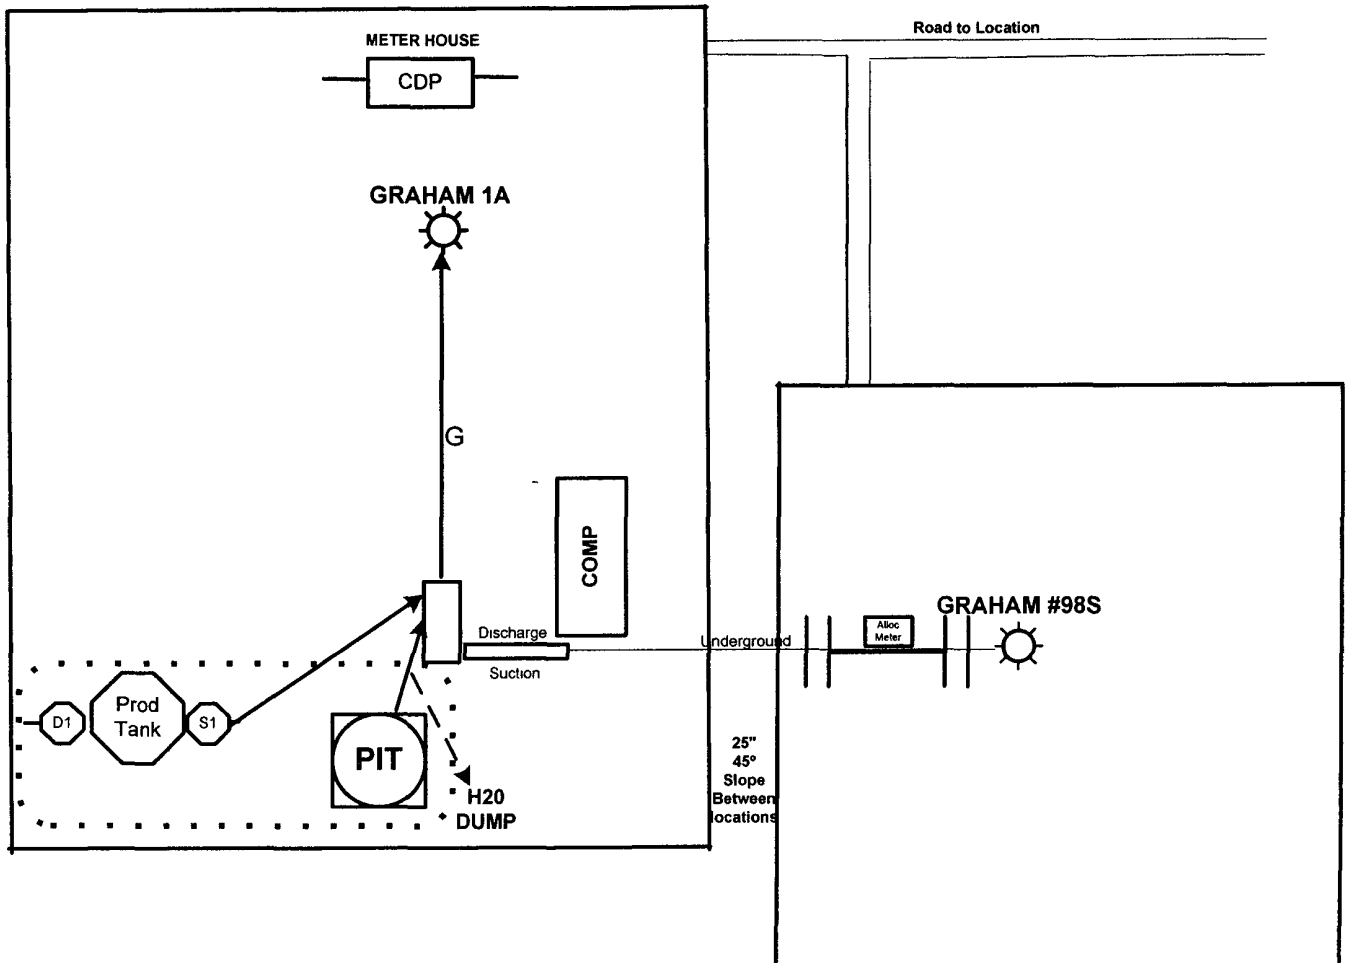 Road to Location
METER HOUSE
CDP
GRAHAM 1A
G
COMP
GRAHAM #98S
Alloc
Meter
Discharge
Underground
Suction
D1
Prod
Tank
S1
PIT
25"
45º
Slope
Between
locations
H20
DUMP